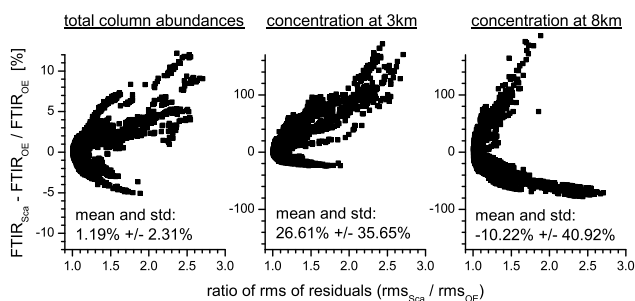 total column abundances
concentration at 3km
concentration at 8km
FTIR_Sca - FTIR_OE / FTIR_OE [%]
10
5
0
-5
-10
100
0
-100
100
0
-100
mean and std:
1.19% +/- 2.31%
mean and std:
26.61% +/- 35.65%
mean and std:
-10.22% +/- 40.92%
1.0 1.5 2.0 2.5 3.0
1.0 1.5 2.0 2.5 3.0
1.0 1.5 2.0 2.5 3.0
ratio of rms of residuals (rms_Sca / rms_OE)